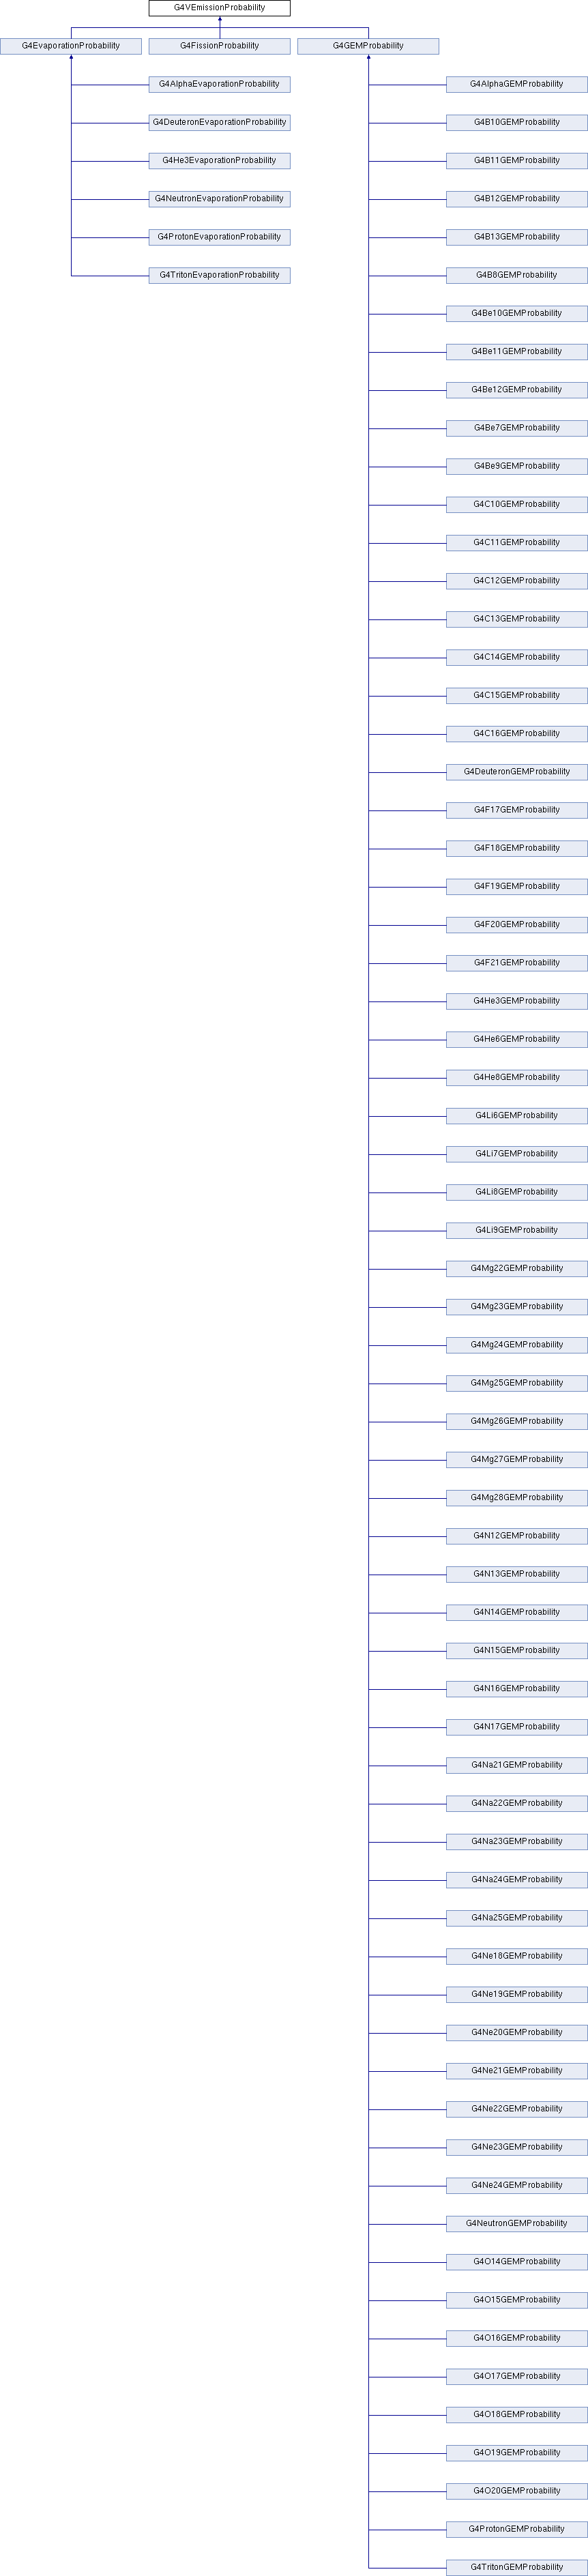 G4VEmissionProbability
G4EvaporationProbability
G4FissionProbability
G4GEMProbability
G4AlphaEvaporationProbability
G4AlphaGEMProbability
G4DeuteronEvaporationProbability
G4B10GEMProbability
G4He3EvaporationProbability
G4B11GEMProbability
G4NeutronEvaporationProbability
G4B12GEMProbability
G4ProtonEvaporationProbability
G4B13GEMProbability
G4TritonEvaporationProbability
G4B8GEMProbability
G4Be10GEMProbability
G4Be11GEMProbability
G4Be12GEMProbability
G4Be7GEMProbability
G4Be9GEMProbability
G4C10GEMProbability
G4C11GEMProbability
G4C12GEMProbability
G4C13GEMProbability
G4C14GEMProbability
G4C15GEMProbability
G4C16GEMProbability
G4DeuteronGEMProbability
G4F17GEMProbability
G4F18GEMProbability
G4F19GEMProbability
G4F20GEMProbability
G4F21GEMProbability
G4He3GEMProbability
G4He6GEMProbability
G4He8GEMProbability
G4Li6GEMProbability
G4Li7GEMProbability
G4Li8GEMProbability
G4Li9GEMProbability
G4Mg22GEMProbability
G4Mg23GEMProbability
G4Mg24GEMProbability
G4Mg25GEMProbability
G4Mg26GEMProbability
G4Mg27GEMProbability
G4Mg28GEMProbability
G4N12GEMProbability
G4N13GEMProbability
G4N14GEMProbability
G4N15GEMProbability
G4N16GEMProbability
G4N17GEMProbability
G4Na21GEMProbability
G4Na22GEMProbability
G4Na23GEMProbability
G4Na24GEMProbability
G4Na25GEMProbability
G4Ne18GEMProbability
G4Ne19GEMProbability
G4Ne20GEMProbability
G4Ne21GEMProbability
G4Ne22GEMProbability
G4Ne23GEMProbability
G4Ne24GEMProbability
G4NeutronGEMProbability
G4O14GEMProbability
G4O15GEMProbability
G4O16GEMProbability
G4O17GEMProbability
G4O18GEMProbability
G4O19GEMProbability
G4O20GEMProbability
G4ProtonGEMProbability
G4TritonGEMProbability